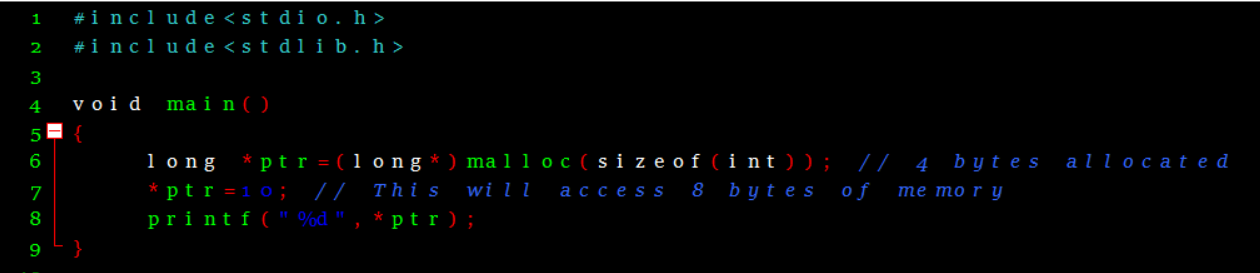 1 #include<stdio.h>
2 #include<stdlib.h>
3
4 void main()
5 {
6 long *ptr=(long*)malloc(sizeof(int)); // 4 bytes allocated
7 *ptr=10; // This will access 8 bytes of memory
8 printf("%d",*ptr);
9 }